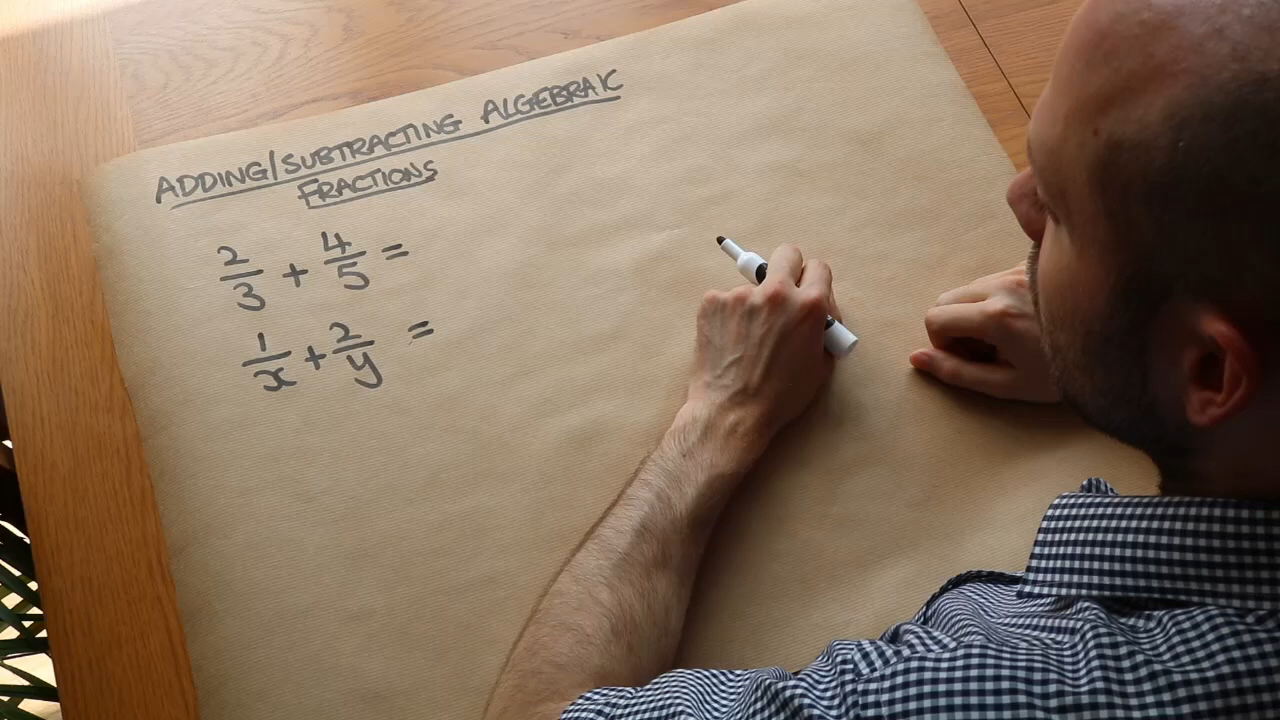 ADDING/SUBTRACTING ALGEBRAIC
FRACTIONS
2/3 + 4/5 =
1/x + 2/y =